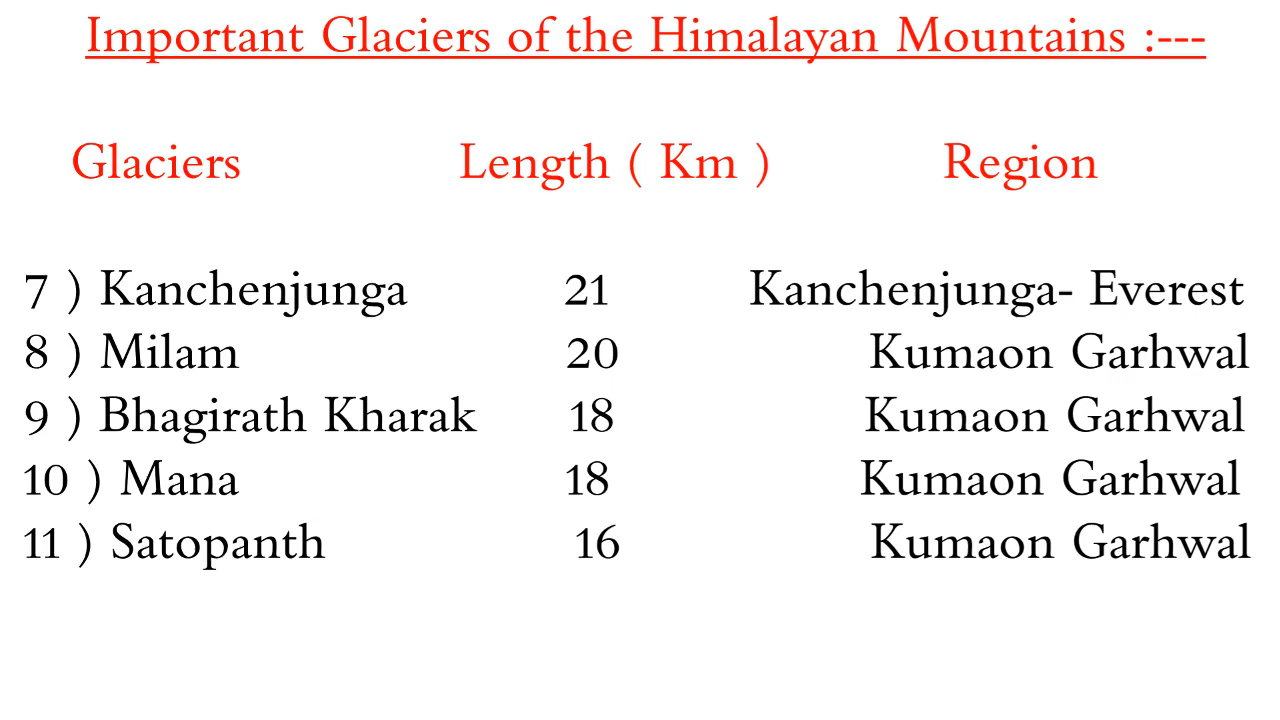 Important Glaciers of the Himalayan Mountains :---
Glaciers Length ( Km ) Region
7 ) Kanchenjunga 21 Kanchenjunga- Everest
8 ) Milam 20 Kumaon Garhwal
9 ) Bhagirath Kharak 18 Kumaon Garhwal
10 ) Mana 18 Kumaon Garhwal
11 ) Satopanth 16 Kumaon Garhwal